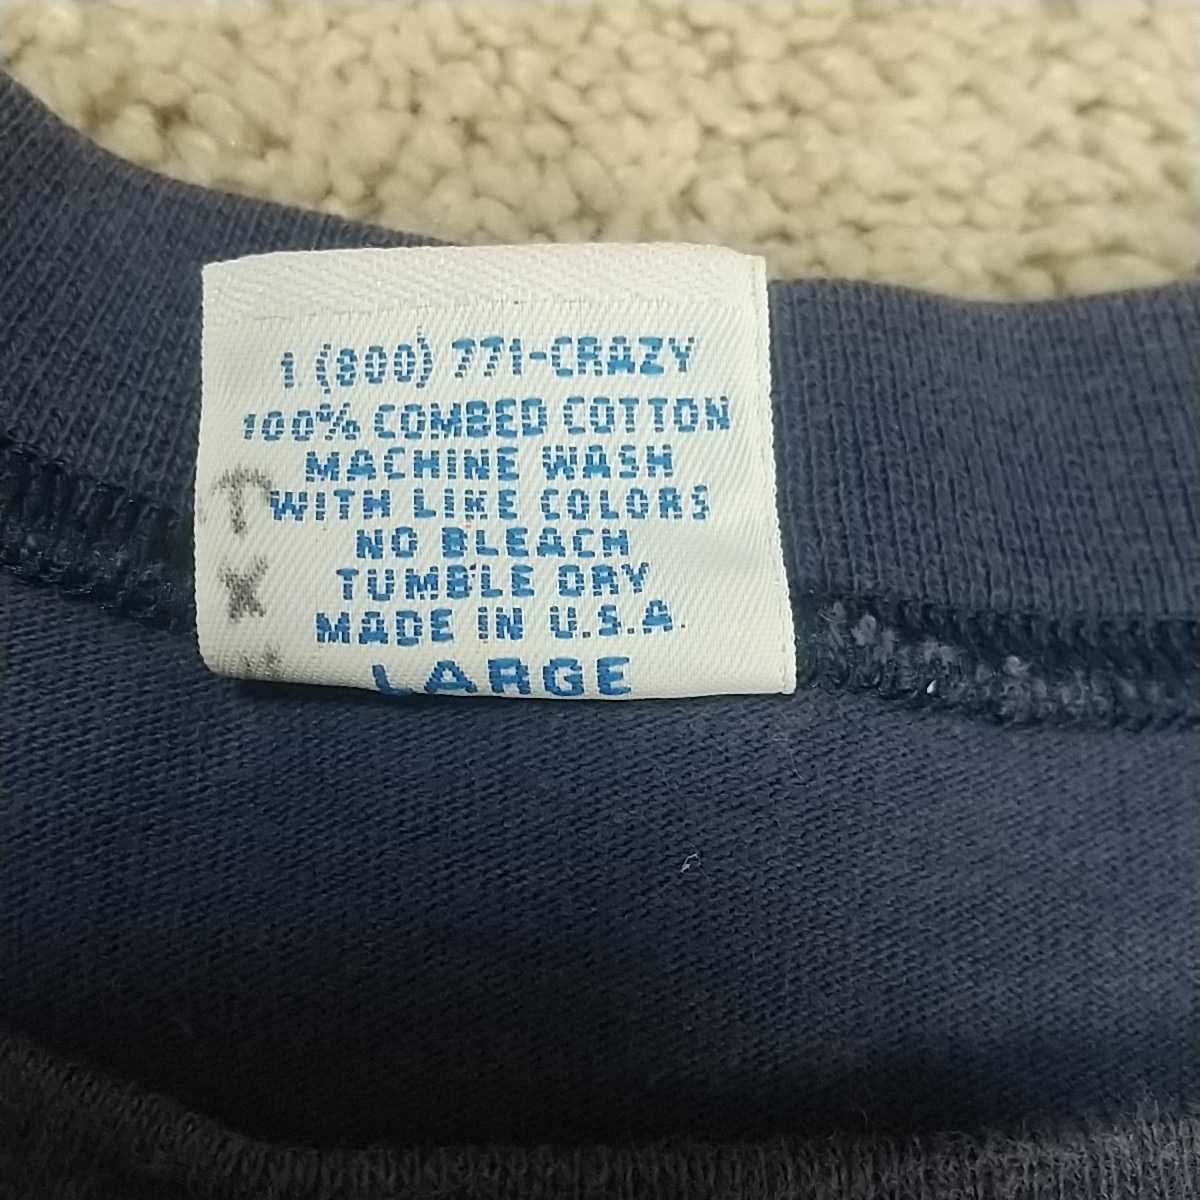 1 (800) 771-CRAZY
100% COMBED COTTON
MACHINE WASH
WITH LIKE COLORS
NO BLEACH
TUMBLE DRY
MADE IN U.S.A.
LARGE